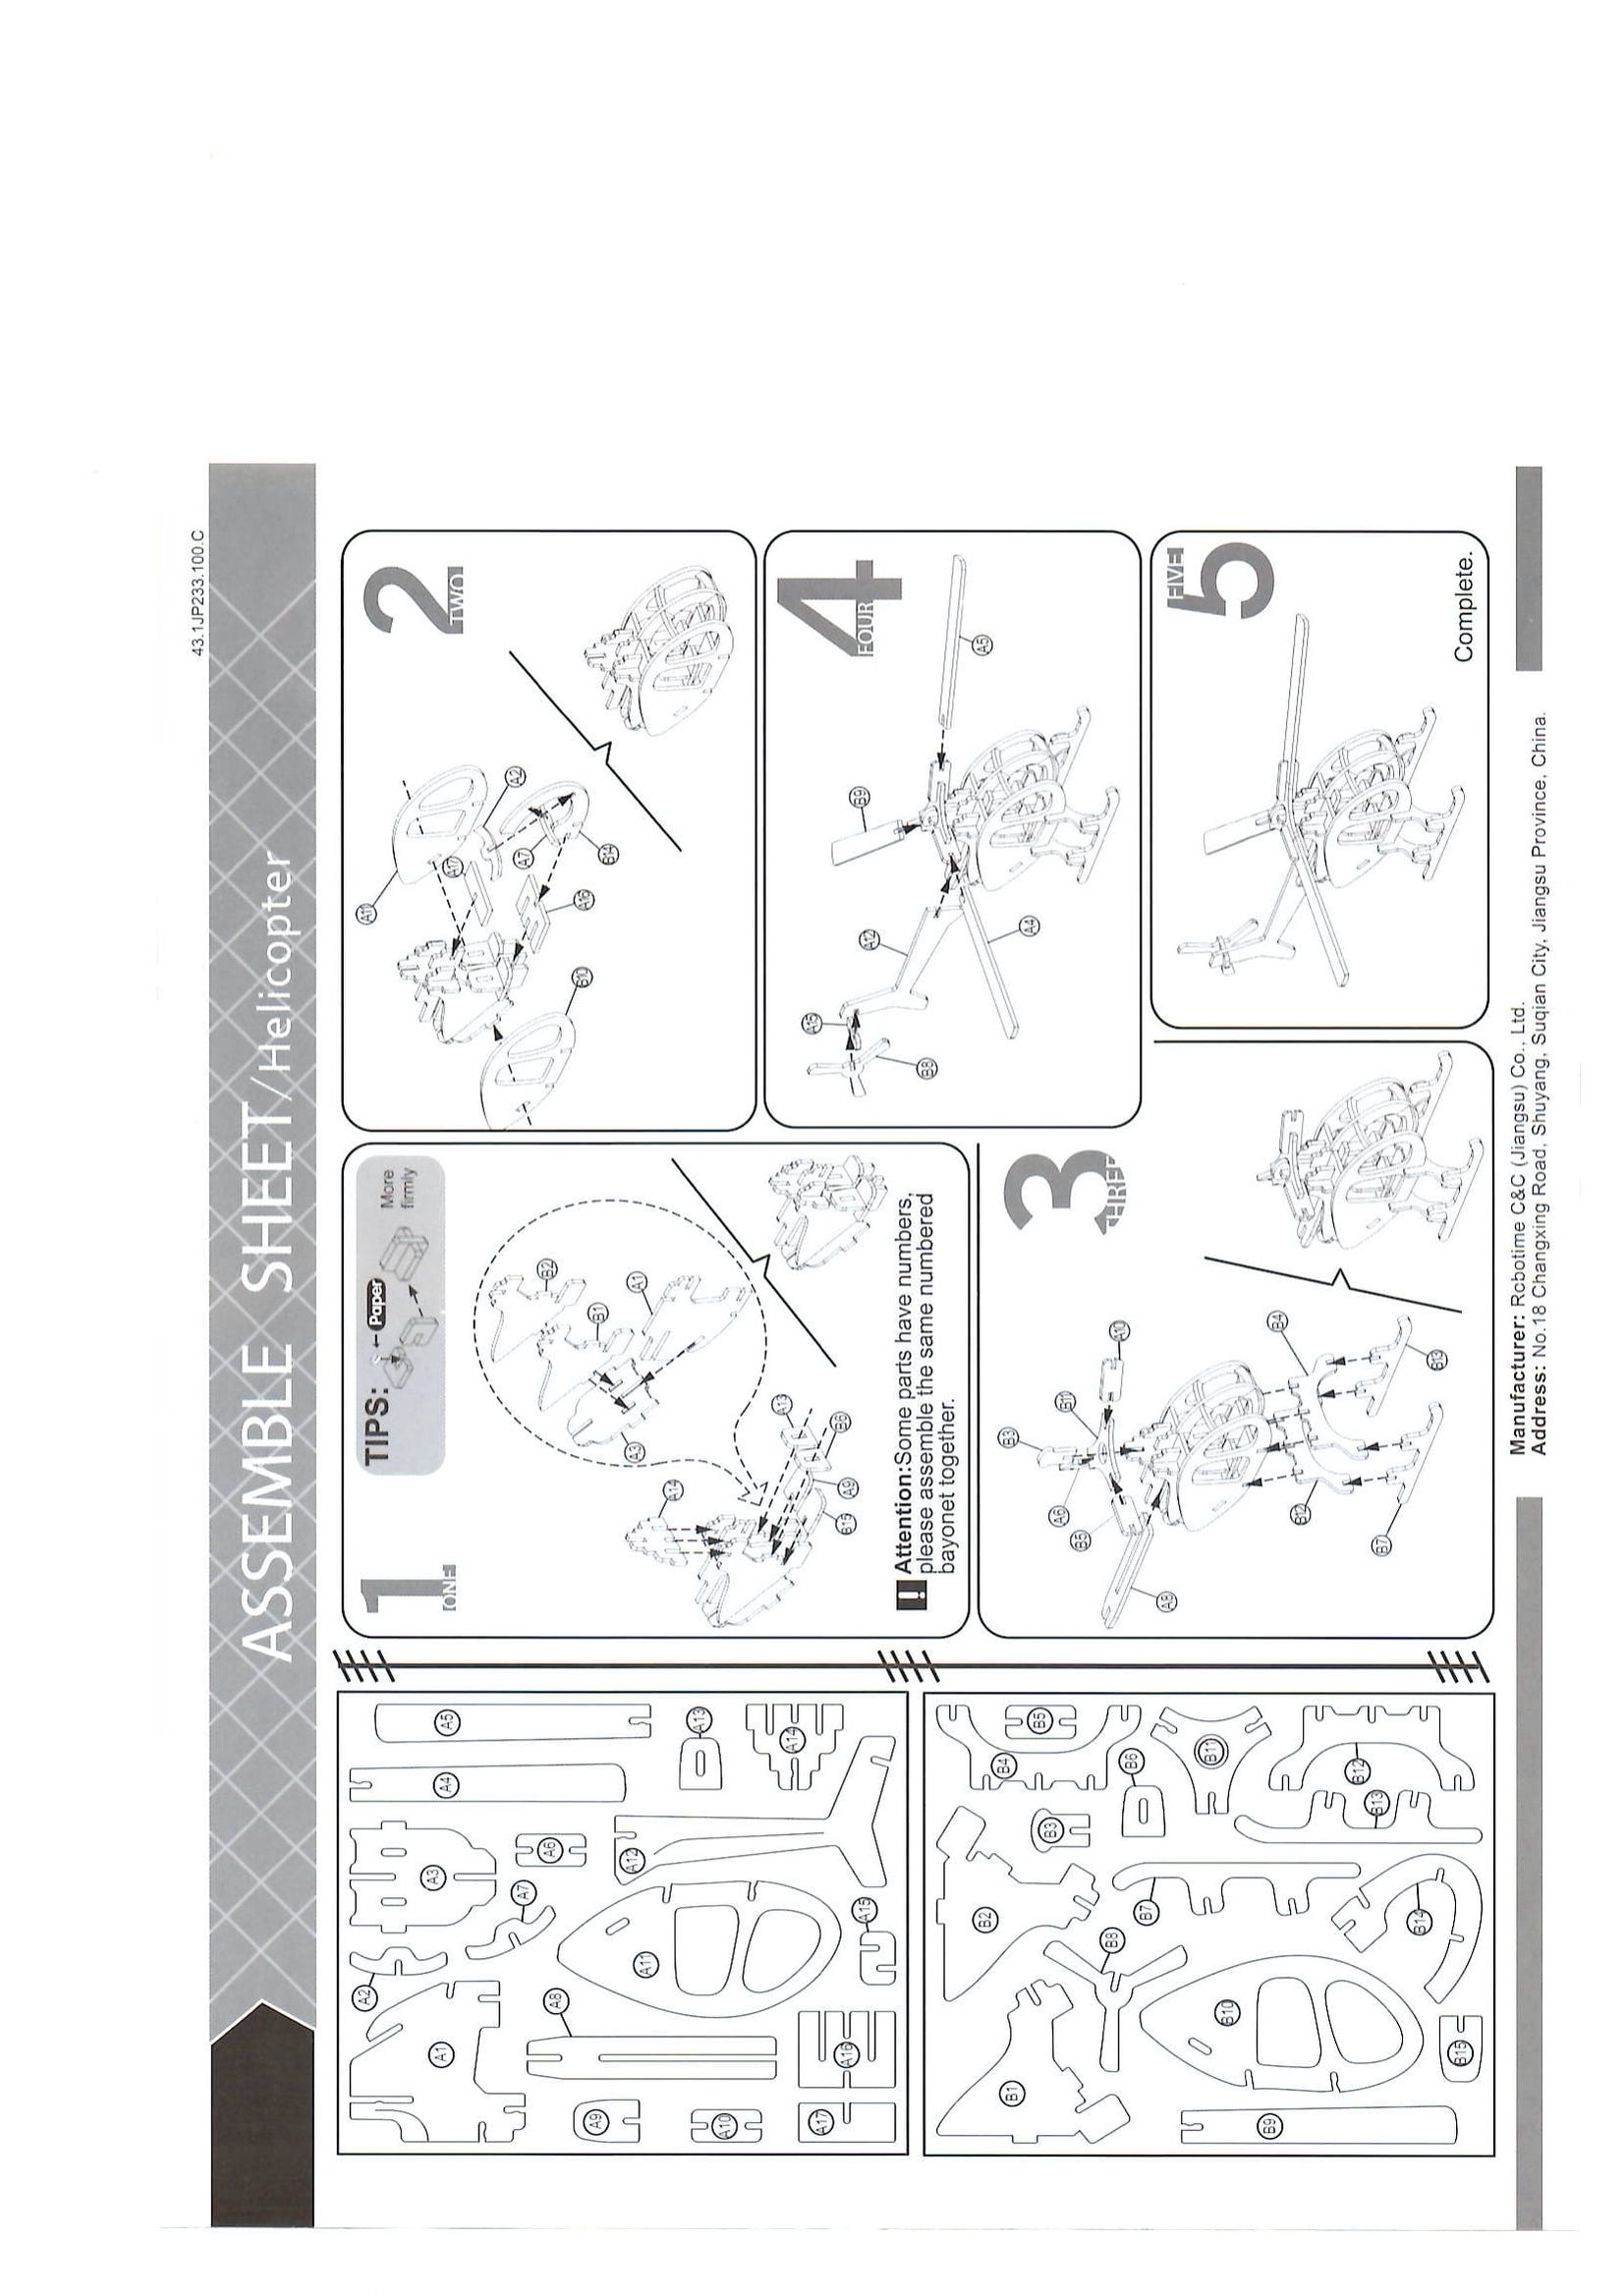 43.1JP233.100.C
ASSEMBLE SHEET/Helicopter
A1
A2
A3
A4
A5
A6
A7
A8
A9
A10
A11
A12
A13
A14
A15
A16
A17
B1
B2
B3
B4
B5
B6
B7
B8
B9
B10
B11
B12
B13
B14
B15
1
ONE
TIPS:
Paper
More
firmly
B2
B1
A3
A1
A14
A13
B15
A9
B6
! Attention:Some parts have numbers,
please assemble the same numbered
bayonet together.
2
TWO
A11
A17
A2
A7
B10
A16
B14
3
THREE
B3
A6
B11
B5
A10
A8
B4
B12
B7
B13
4
FOUR
A15
B9
A12
B8
A5
A4
5
FIVE
Complete.
Manufacturer: Robotime C&C (Jiangsu) Co., Ltd.
Address: No.18 Changxing Road, Shuyang, Suqian City, Jiangsu Province, China.